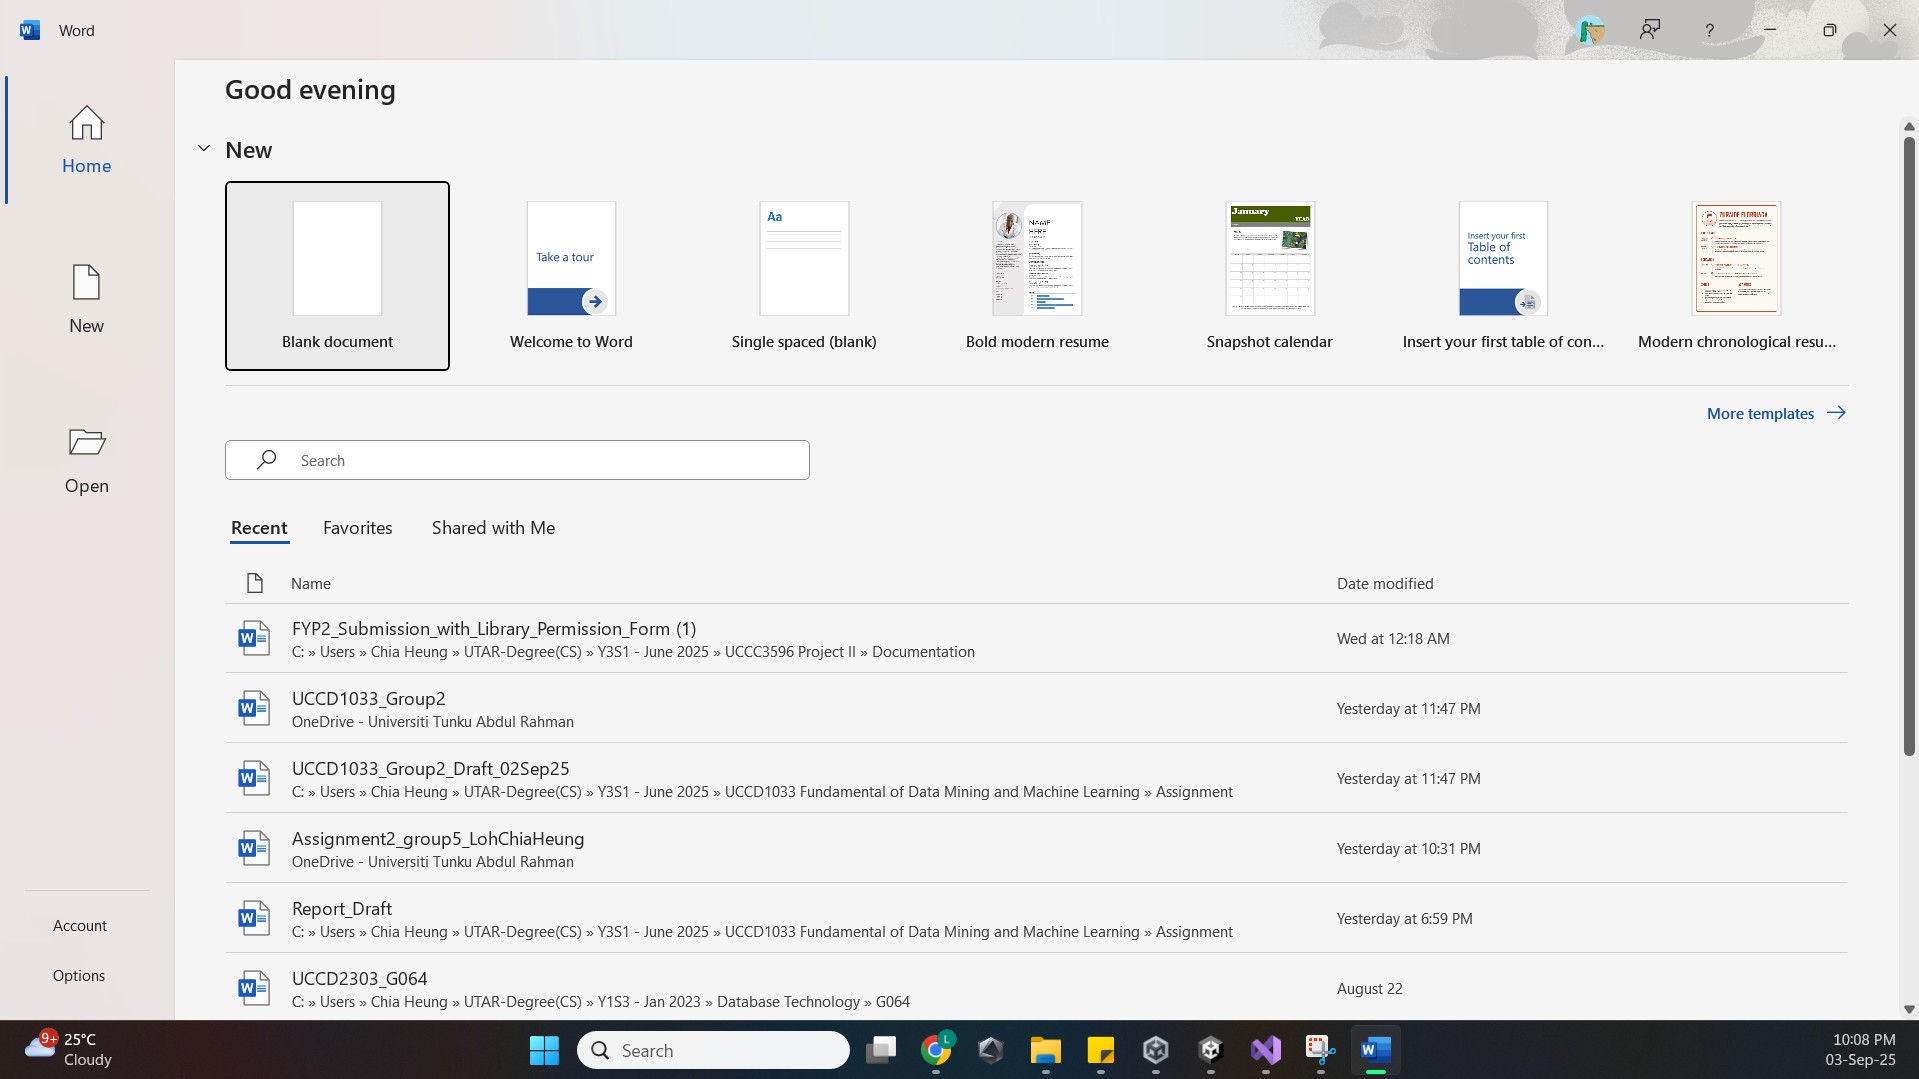 Word
?
Good evening
New
Home
New
Open
Account
Options
Take a tour
Aa
NAME
HERE
January
YEAR
Insert your first
Table of
contents
Blank document
Welcome to Word
Single spaced (blank)
Bold modern resume
Snapshot calendar
Insert your first table of con...
Modern chronological resu...
More templates
Search
Recent
Favorites
Shared with Me
Name
Date modified
FYP2_Submission_with_Library_Permission_Form (1)
C: » Users » Chia Heung » UTAR-Degree(CS) » Y3S1 - June 2025 » UCCC3596 Project II » Documentation
Wed at 12:18 AM
UCCD1033_Group2
OneDrive - Universiti Tunku Abdul Rahman
Yesterday at 11:47 PM
UCCD1033_Group2_Draft_02Sep25
C: » Users » Chia Heung » UTAR-Degree(CS) » Y3S1 - June 2025 » UCCD1033 Fundamental of Data Mining and Machine Learning » Assignment
Yesterday at 11:47 PM
Assignment2_group5_LohChiaHeung
OneDrive - Universiti Tunku Abdul Rahman
Yesterday at 10:31 PM
Report_Draft
C: » Users » Chia Heung » UTAR-Degree(CS) » Y3S1 - June 2025 » UCCD1033 Fundamental of Data Mining and Machine Learning » Assignment
Yesterday at 6:59 PM
UCCD2303_G064
C: » Users » Chia Heung » UTAR-Degree(CS) » Y1S3 - Jan 2023 » Database Technology » G064
August 22
9+
25°C
Cloudy
Search
L
10:08 PM
03-Sep-25